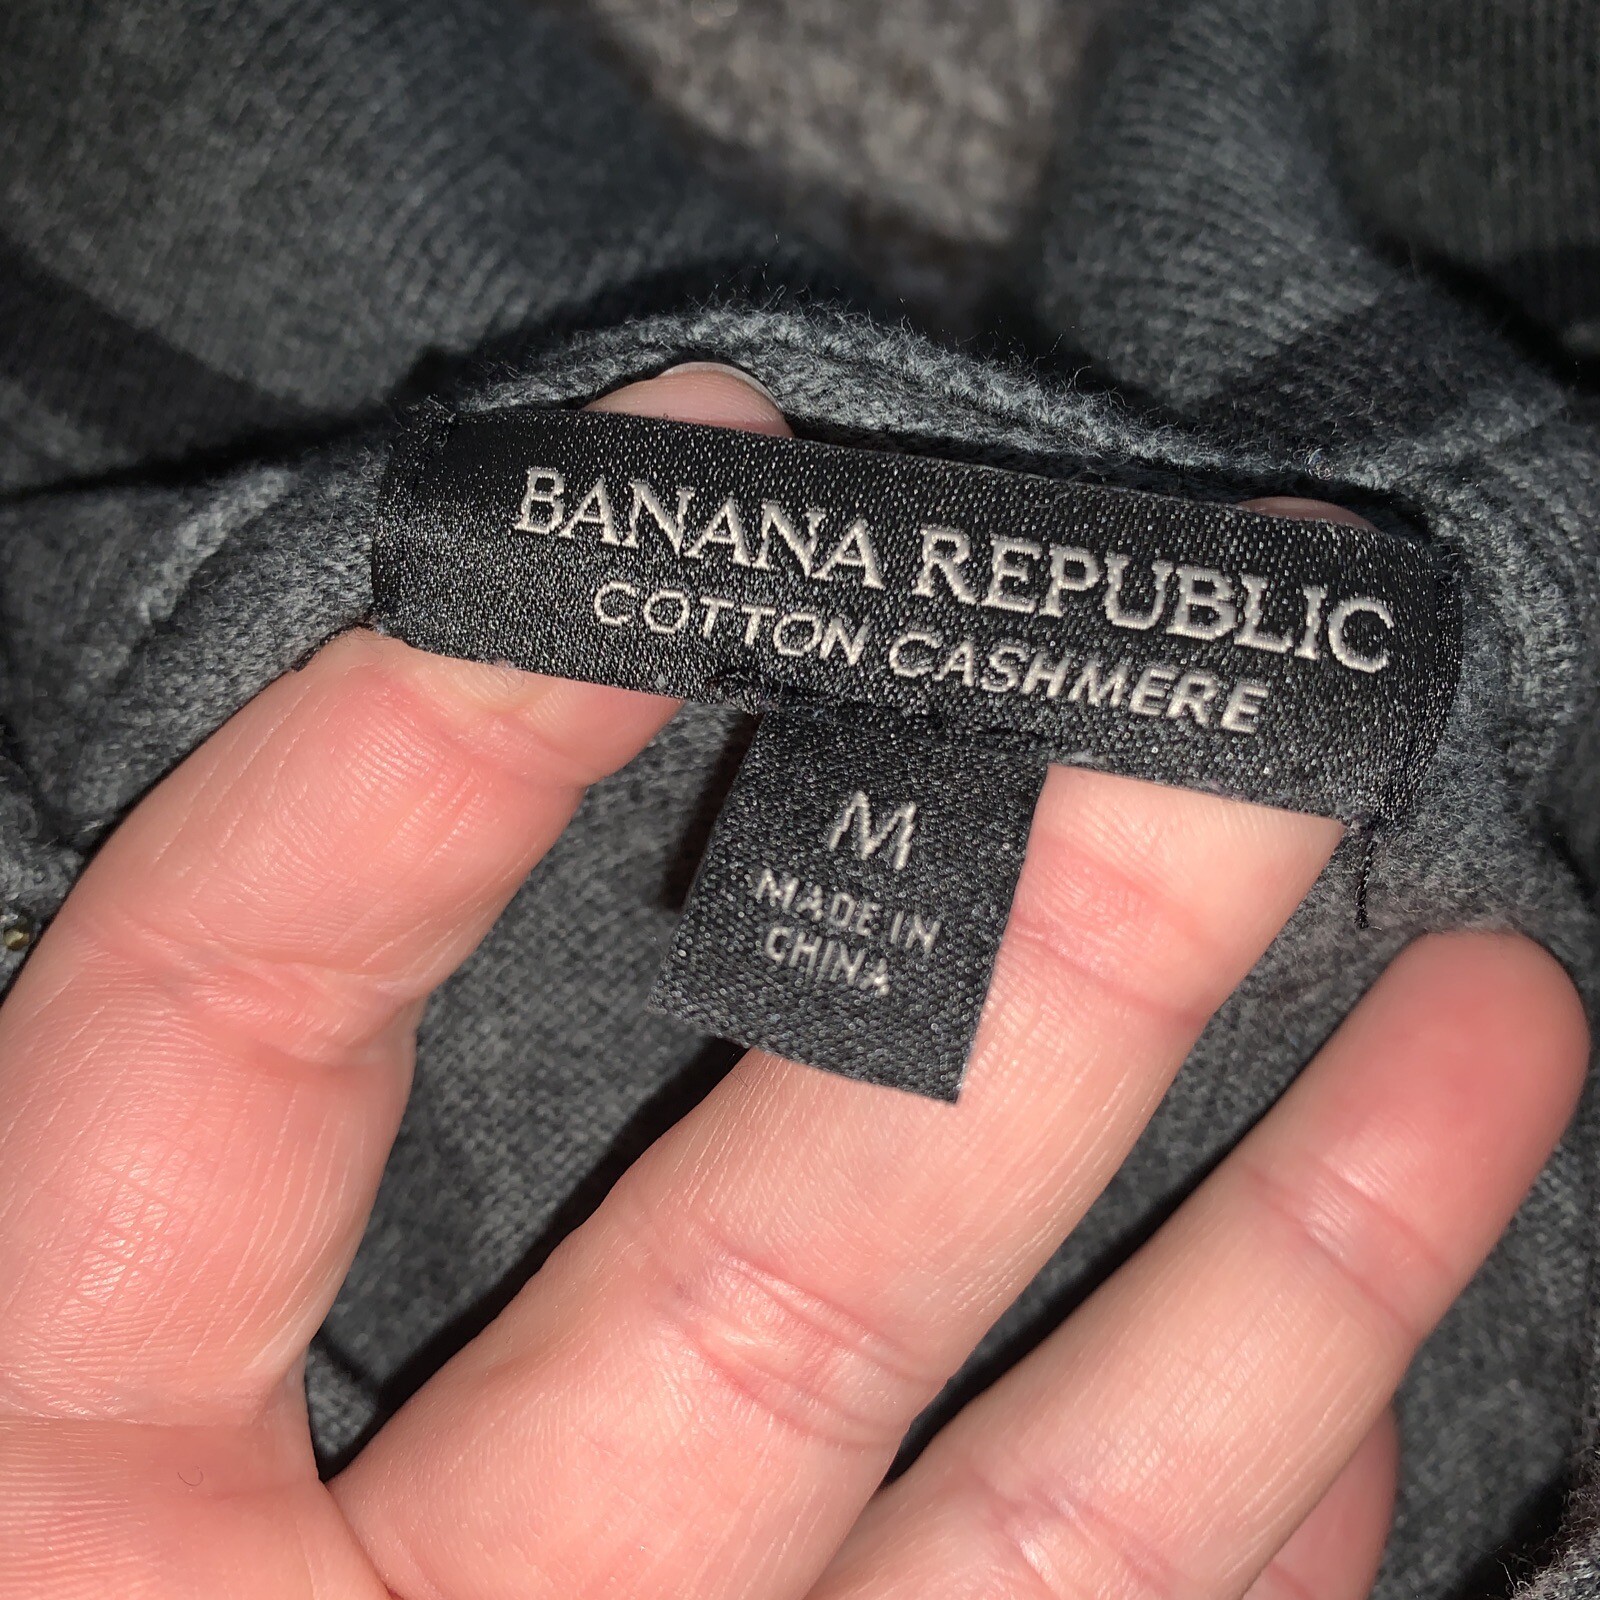 BANANA REPUBLIC
COTTON CASHMERE
M
MADE IN
CHINA